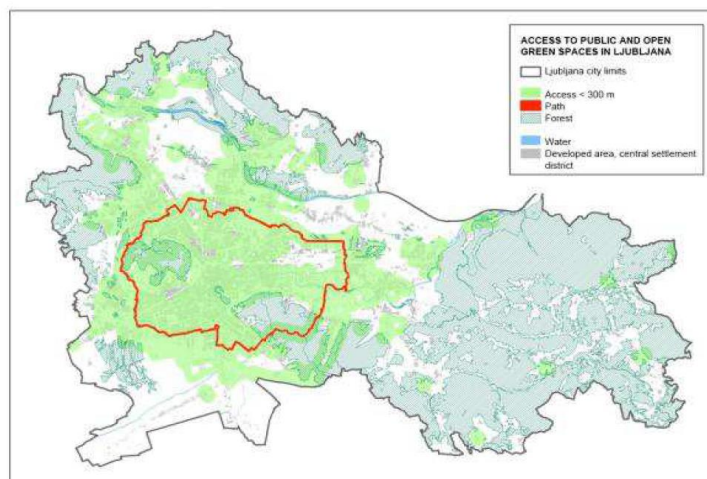 ACCESS TO PUBLIC AND OPEN
GREEN SPACES IN LJUBLJANA
Ljubljana city limits
Access < 300 m
Path
Forest
Water
Developed area, central settlement
district